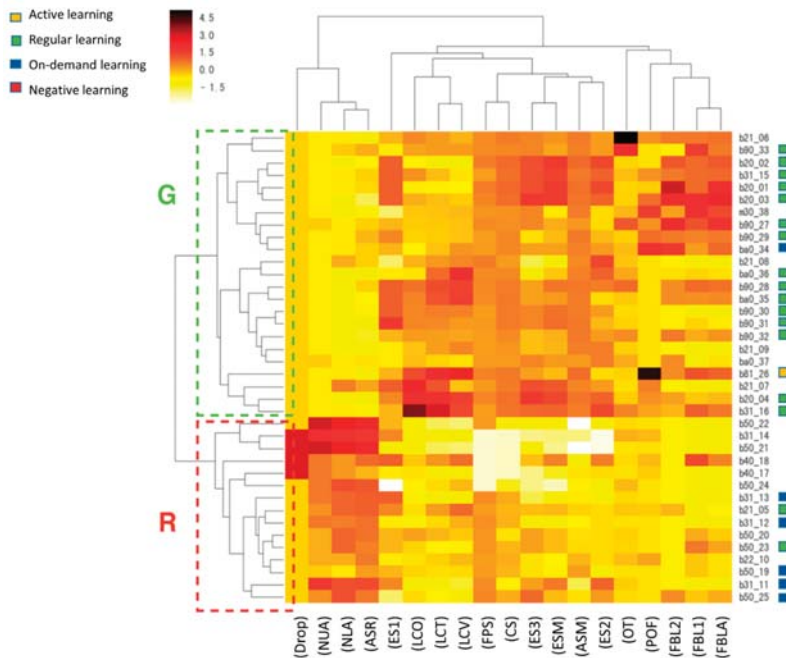 Active learning
Regular learning
On-demand learning
Negative learning
4.5
3.5
0.0
- 1.5
G
R
b21_06
b90_33
b20_02
b31_15
b20_01
b20_03
m30_38
b90_27
b90_29
ba0_34
b21_08
ba0_36
b90_28
ba0_35
b90_30
b90_31
b90_32
b21_09
ba0_37
b81_26
b21_07
b20_04
b31_16
b50_22
b31_14
b50_21
b40_18
b40_17
b50_24
b31_13
b21_05
b31_12
b50_20
b50_23
b22_10
b50_19
b31_11
b50_25
(Drop)
(NUA)
(NLA)
(ASR)
(ES1)
(LCO)
(LCT)
(LCV)
(FPS)
(CS)
(ES3)
(ESM)
(ASM)
(ES2)
(OT)
(POF)
(FBL2)
(FBL1)
(FBLA)